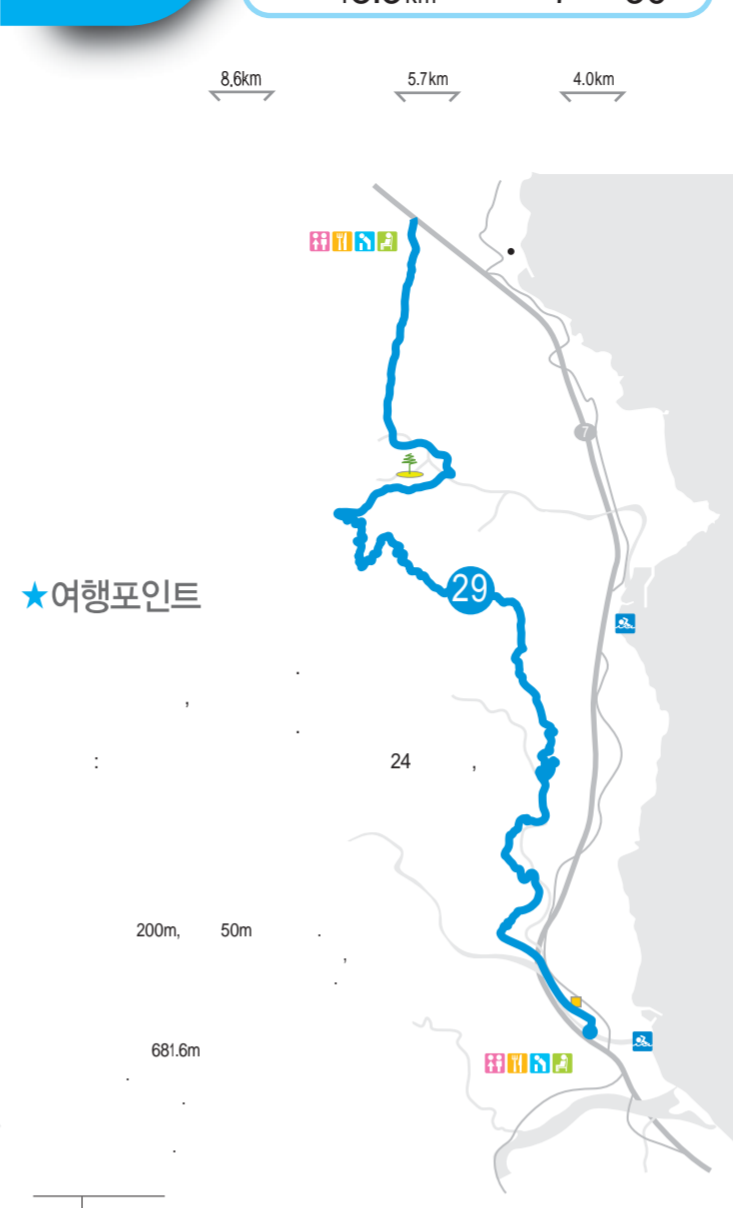 8.6km 5.7km 4.0km
7
29
★여행포인트
.
,
.
: 24 ,
200m, 50m .
,
.
681.6m
.
.
.